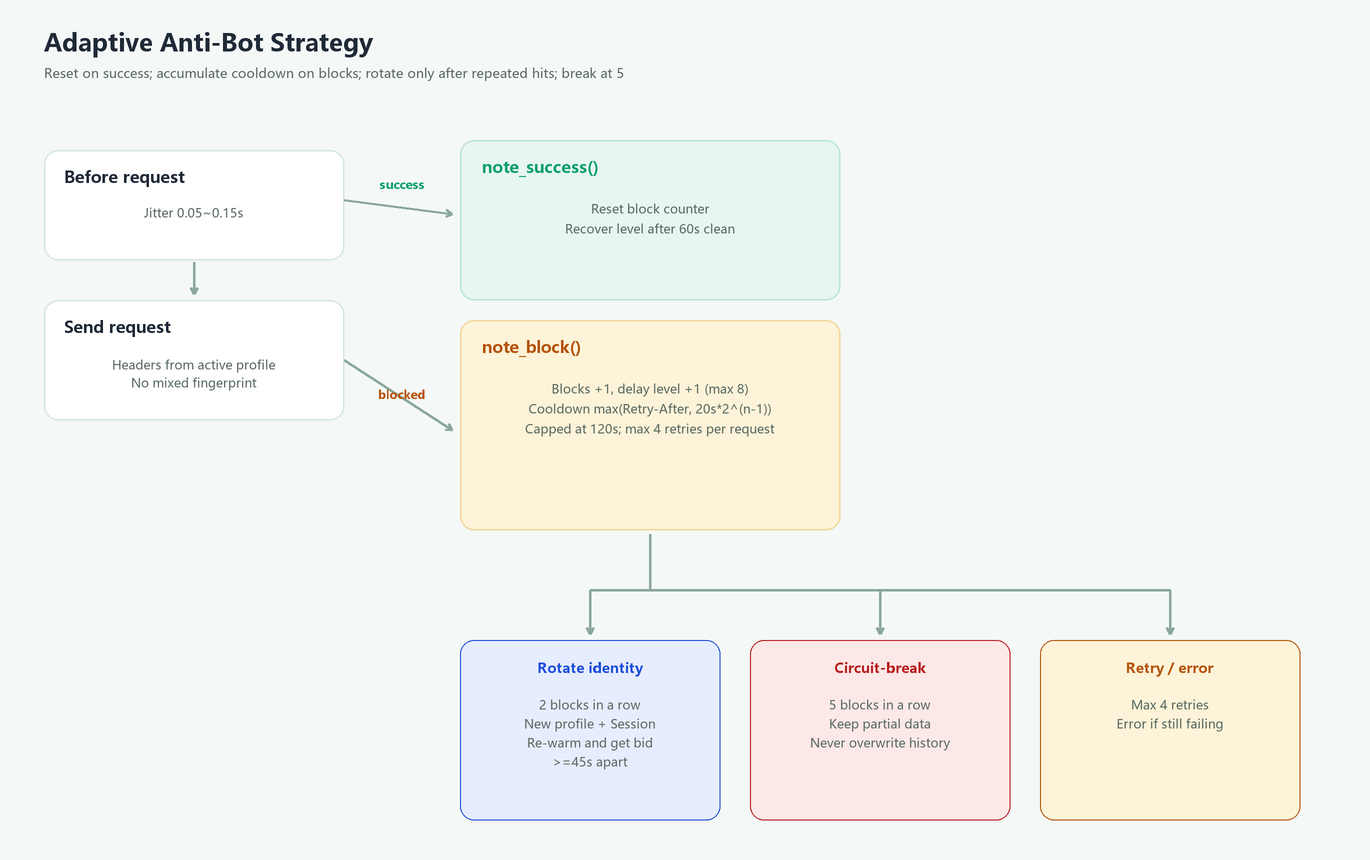 Adaptive Anti-Bot Strategy
Reset on success; accumulate cooldown on blocks; rotate only after repeated hits; break at 5
Before request
Jitter 0.05~0.15s
success
note_success()
Reset block counter
Recover level after 60s clean
Send request
Headers from active profile
No mixed fingerprint
blocked
note_block()
Blocks +1, delay level +1 (max 8)
Cooldown max(Retry-After, 20s*2^(n-1))
Capped at 120s; max 4 retries per request
Rotate identity
2 blocks in a row
New profile + Session
Re-warm and get bid
>=45s apart
Circuit-break
5 blocks in a row
Keep partial data
Never overwrite history
Retry / error
Max 4 retries
Error if still failing